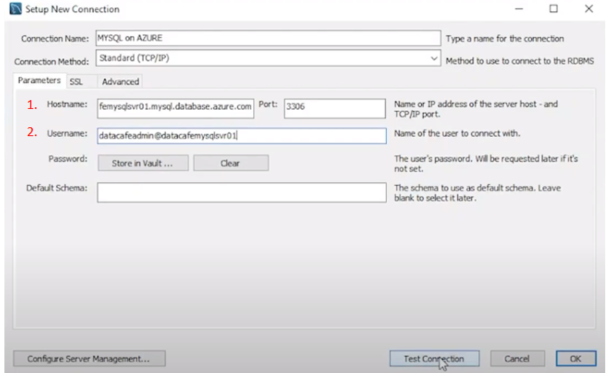 Setup New Connection
Connection Name: MYSQL on AZURE Type a name for the connection
Connection Method: Standard (TCP/IP) Method to use to connect to the RDBMS
Parameters SSL Advanced
1. Hostname: femysqlsvr01.mysql.database.azure.com Port: 3306 Name or IP address of the server host - and
TCP/IP port.
2. Username: datacafeadmin@datacafemysqlsvr01 Name of the user to connect with.
Password: Store in Vault ... Clear The user's password. Will be requested later if it's
not set.
Default Schema: The schema to use as default schema. Leave
blank to select it later.
Configure Server Management... Test Connection Cancel OK